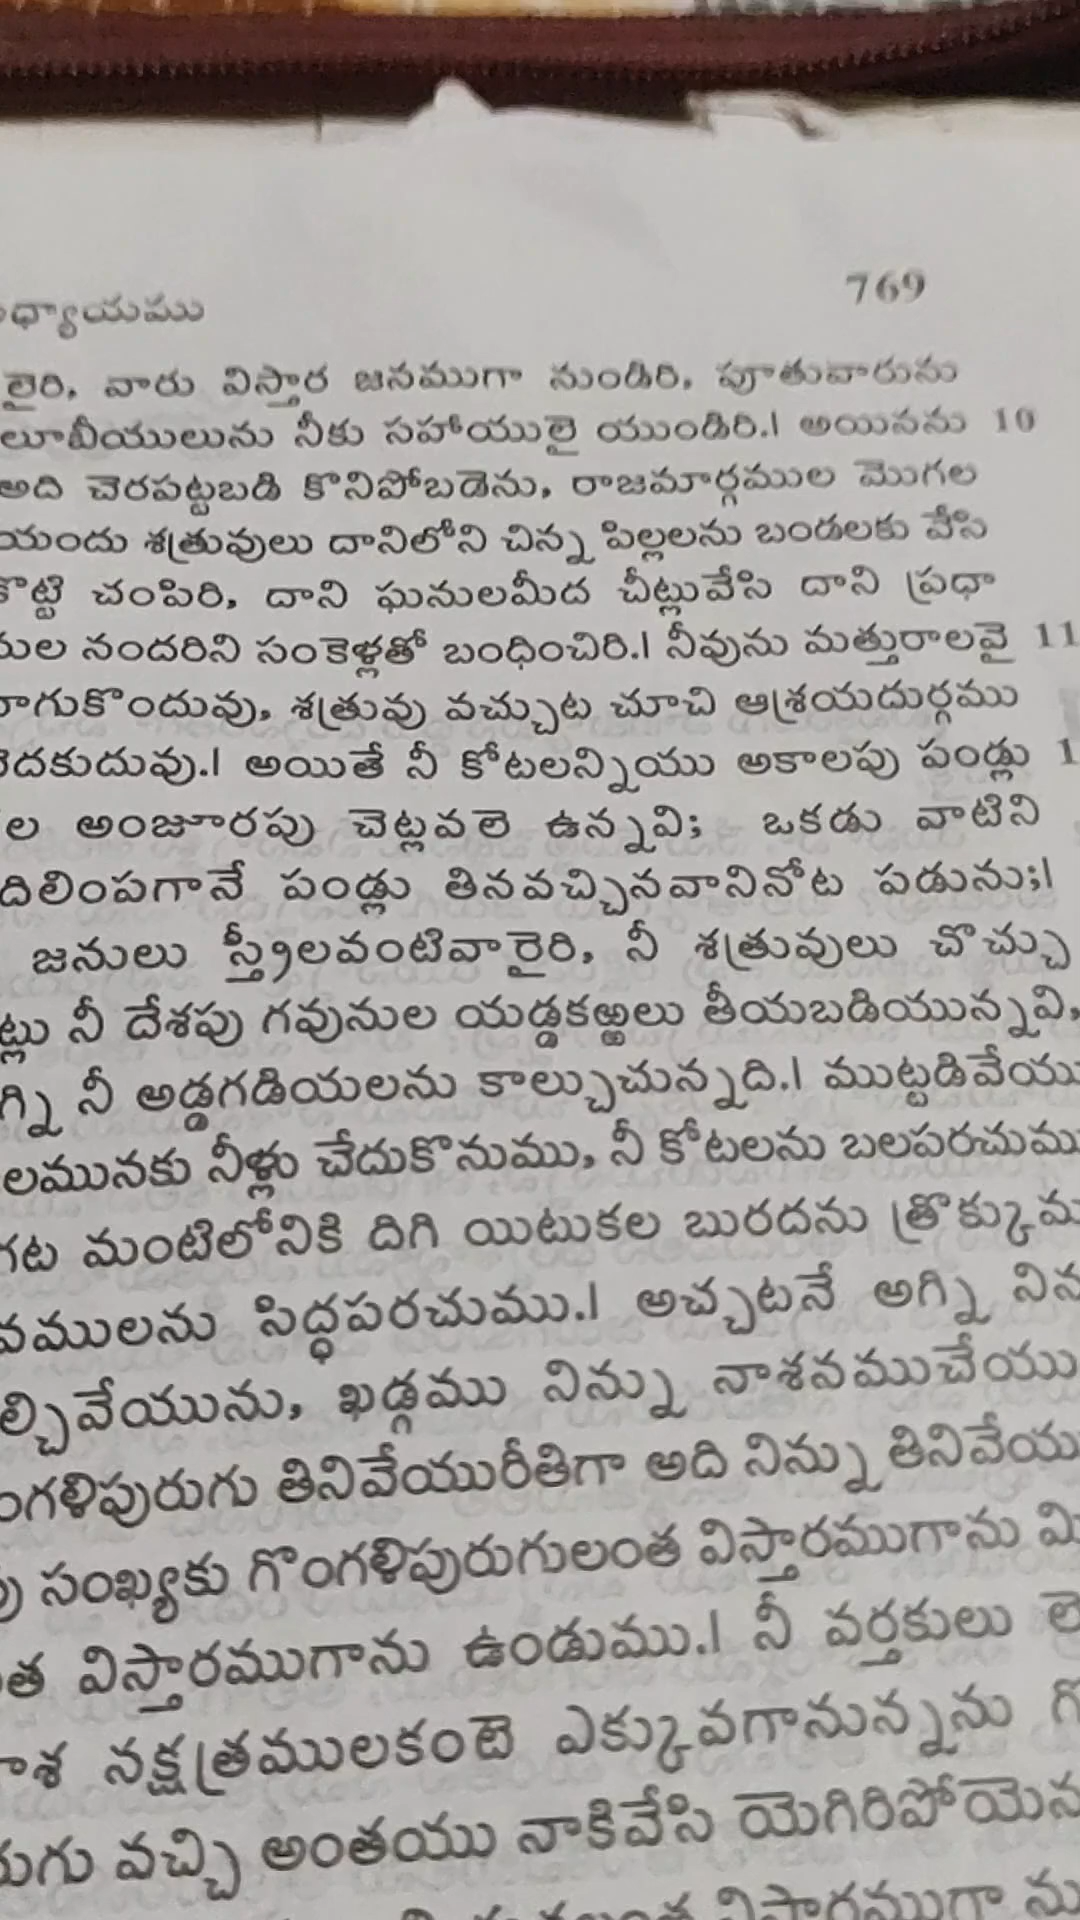 ధ్యాయము 769
లైరి, వారు విస్తార జనముగా నుండిరి, పూతువారును
లూబీయులును నీకు సహాయులై యుండిరి.| అయినను 10
అది చెరపట్టబడి కొనిపోబడెను, రాజమార్గముల మొగల
యందు శత్రువులు దానిలోని చిన్న పిల్లలను బండలకు వేసి
కొట్టి చంపిరి, దాని ఘనులమీద చీట్లువేసి దాని ప్రధా
నుల నందరిని సంకెళ్లతో బంధించిరి.| నీవును మత్తురాలవై 11
రాగుకొందువు, శత్రువు వచ్చుట చూచి ఆశ్రయదుర్గము
వెదకుదువు.| అయితే నీ కోటలన్నియు అకాలపు పండ్లు 1
ల అంజూరపు చెట్లవలె ఉన్నవి; ఒకడు వాటిని
దిలింపగానే పండ్లు తినవచ్చినవానినోట పడును;|
జనులు స్త్రీలవంటివారైరి, నీ శత్రువులు చొచ్చు
ట్లు నీ దేశపు గవునుల యడ్డకఱ్ఱలు తీయబడియున్నవి,
గ్ని నీ అడ్డగడియలను కాల్చుచున్నది.| ముట్టడివేయు
లమునకు నీళ్లు చేదుకొనుము, నీ కోటలను బలపరచుము
గట మంటిలోనికి దిగి యిటుకల బురదను త్రొక్కుమ
వములను సిద్ధపరచుము.| అచ్చటనే అగ్ని నిన
ల్చివేయును, ఖడ్గము నిన్ను నాశనముచేయు
ంగళిపురుగు తినివేయురీతిగా అది నిన్ను తినివేయు
పు సంఖ్యకు గొంగళిపురుగులంత విస్తారముగాను మి
త విస్తారముగాను ఉండుము.| నీ వర్తకులు లె
ాశ నక్షత్రములకంటె ఎక్కువగానున్నను గొ
రుగు వచ్చి అంతయు నాకివేసి యెగిరిపోయెన
విస్తారముగా ను